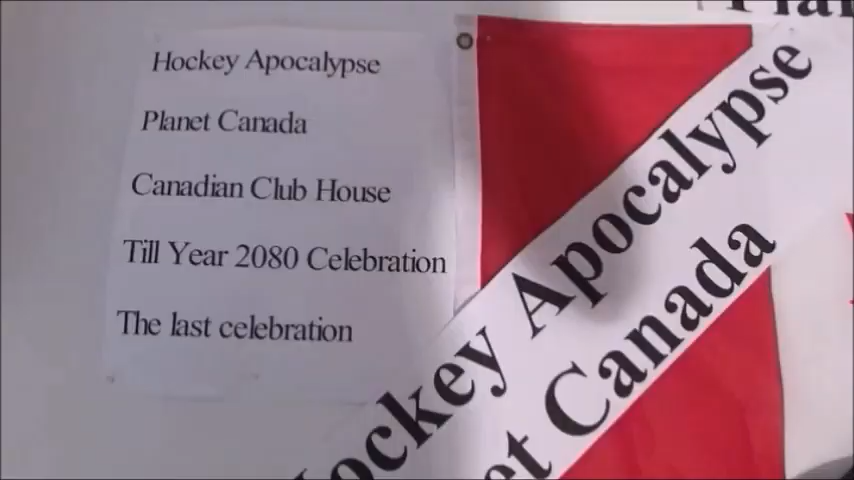 Hockey Apocalypse
Planet Canada
Canadian Club House
Till Year 2080 Celebration
The last celebration
Hockey Apocalypse
et Canada